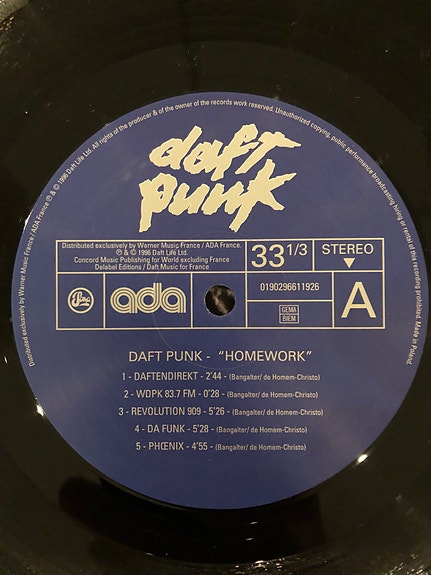 ℗ & © 1996 Daft Life Ltd. All rights of the producer & of the owner of the records work reserved. Unauthorized copying, public performance broadcasting hiring or rental of this recording prohibited. Made in Poland.
Distributed exclusively by Warner Music France / ADA France
daft
punk
Distributed exclusively by Warner Music France / ADA France.
℗ & © 1996 Daft Life Ltd.
Concord Music Publishing for World excluding France
Delabel Editions / Daft Music for France
33 1/3
STEREO
ada
0190296611926
GEMA
BIEM
A
DAFT PUNK - "HOMEWORK"
1 - DAFTENDIREKT - 2'44 - (Bangalter/ de Homem-Christo)
2 - WDPK 83.7 FM - 0'28 - (Bangalter/ de Homem-Christo)
3 - REVOLUTION 909 - 5'26 - (Bangalter/ de Homem-Christo)
4 - DA FUNK - 5'28 - (Bangalter/ de Homem-Christo)
5 - PHŒNIX - 4'55 - (Bangalter/ de Homem-Christo)